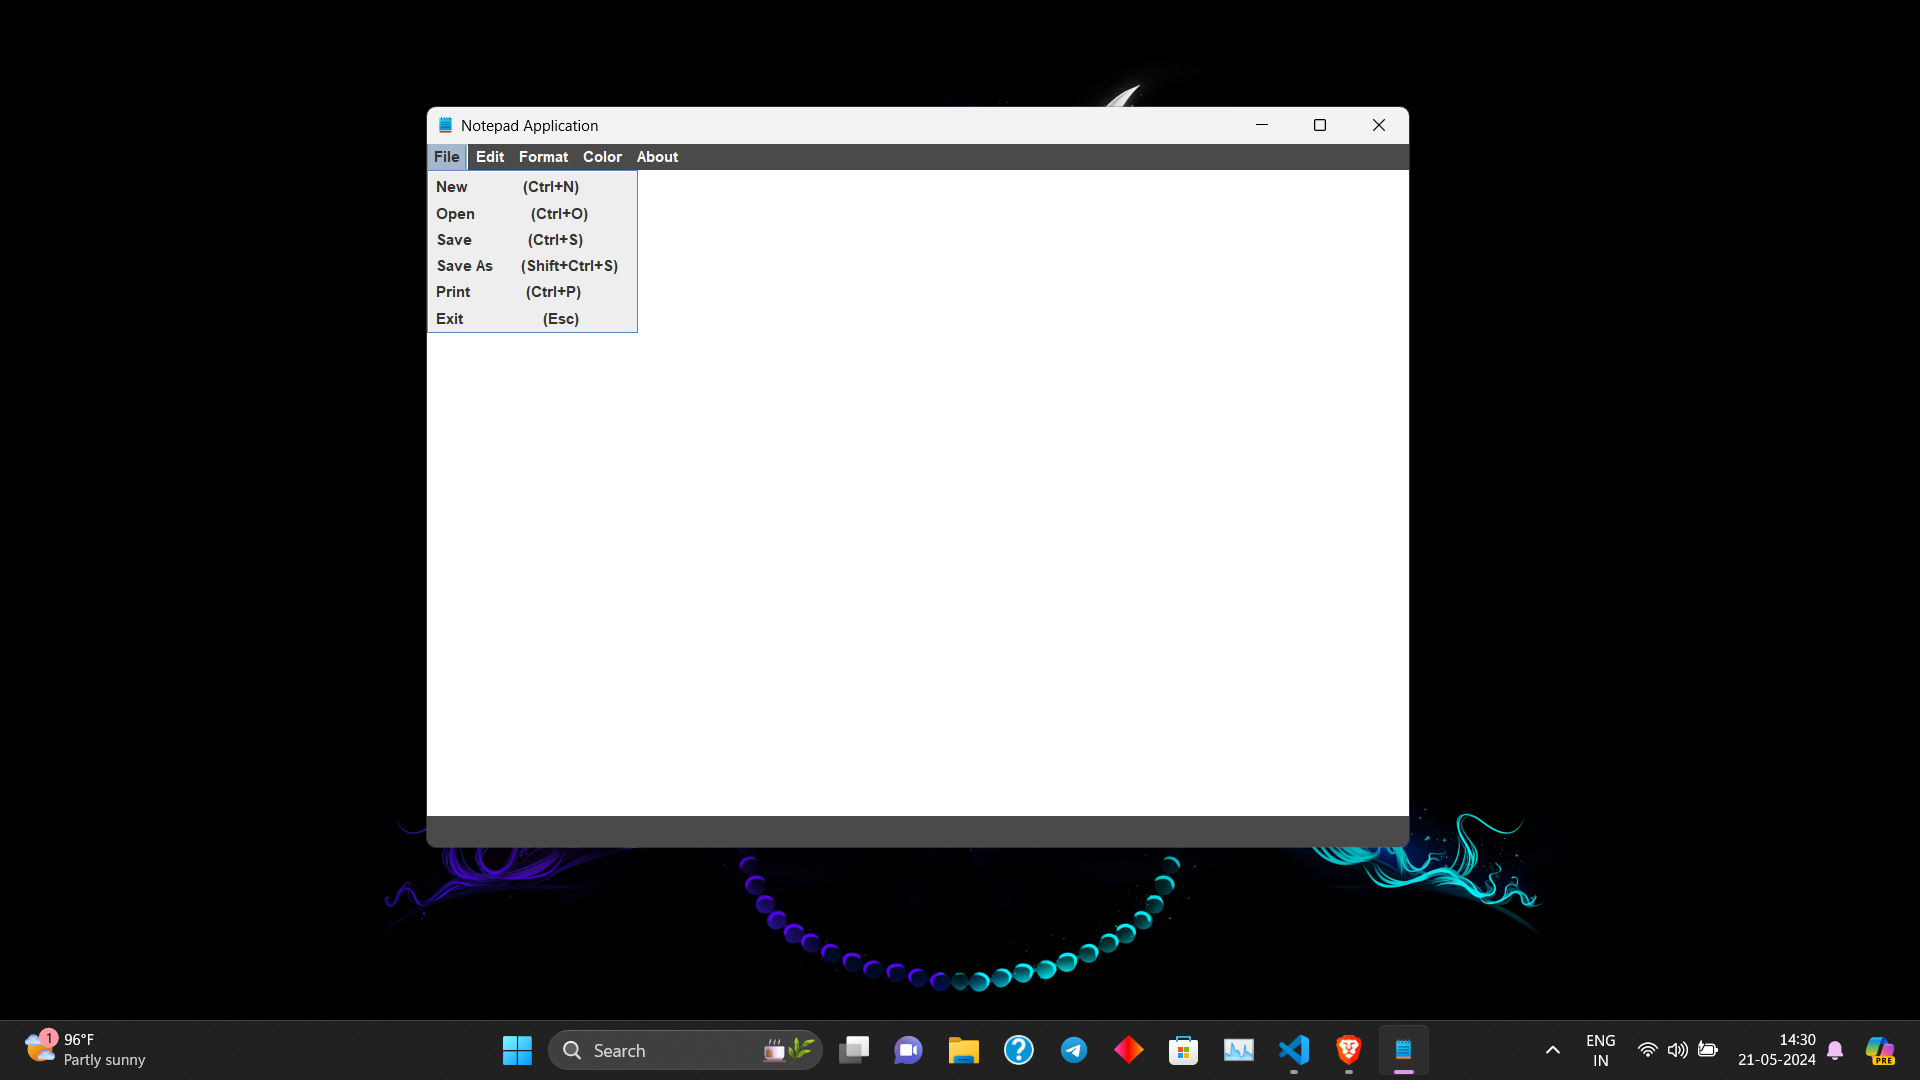 Notepad Application
File Edit Format Color About
New (Ctrl+N)
Open (Ctrl+O)
Save (Ctrl+S)
Save As (Shift+Ctrl+S)
Print (Ctrl+P)
Exit (Esc)
1
96°F
Partly sunny
Search
ENG
IN
14:30
21-05-2024
PRE